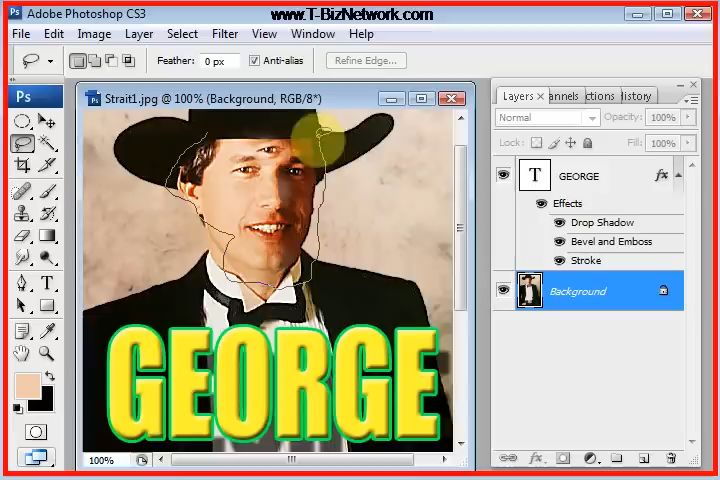 www.T-BizNetwork.com
Ps Adobe Photoshop CS3
File Edit Image Layer Select Filter View Window Help
Feather: 0 px Anti-alias Refine Edge...
Ps
Strait1.jpg @ 100% (Background, RGB/8*)
GEORGE
100%
Layers × annels ctions History
Normal Opacity: 100%
Lock: Fill: 100%
T GEORGE fx
Effects
Drop Shadow
Bevel and Emboss
Stroke
Background
fx